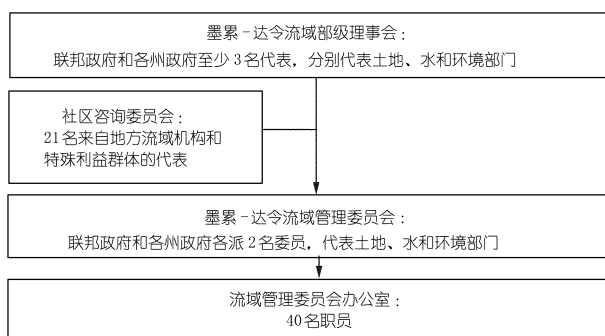 墨累-达令流域部级理事会：
联邦政府和各州政府至少3名代表，分别代表土地、水和环境部门
社区咨询委员会：
21名来自地方流域机构和
特殊利益群体的代表
墨累-达令流域管理委员会：
联邦政府和各州政府各派2名委员，代表土地、水和环境部门
流域管理委员会办公室：
40名职员